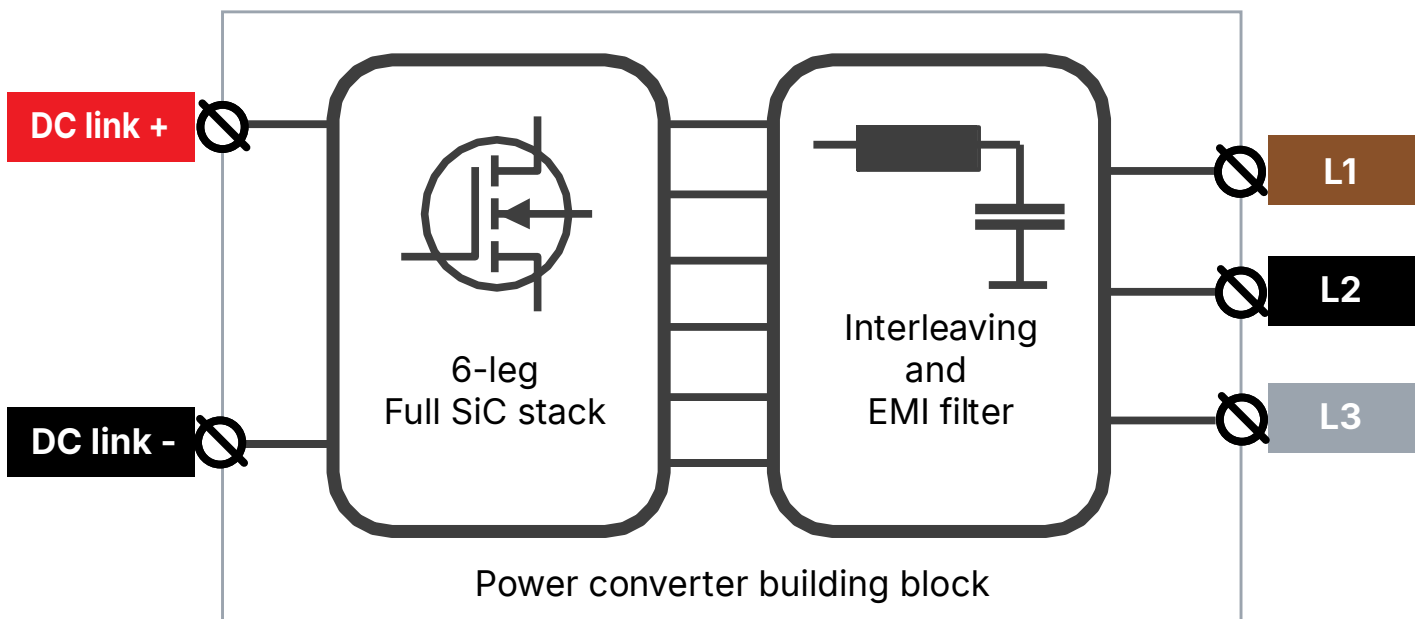 DC link +
DC link -
6-leg
Full SiC stack
Interleaving
and
EMI filter
L1
L2
L3
Power converter building block